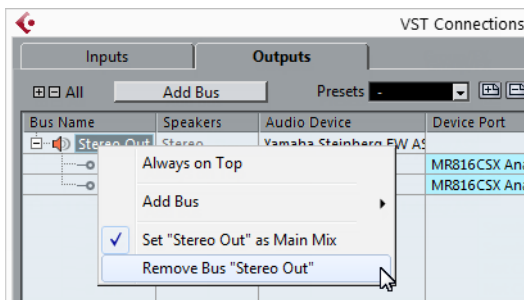 VST Connections
Inputs
Outputs
All
Add Bus
Presets -
Bus Name
Speakers
Audio Device
Device Port
Stereo Out
Stereo
Yamaha Steinberg FW AS
Always on Top
MR816CSX Ana
MR816CSX Ana
Add Bus
Set "Stereo Out" as Main Mix
Remove Bus "Stereo Out"